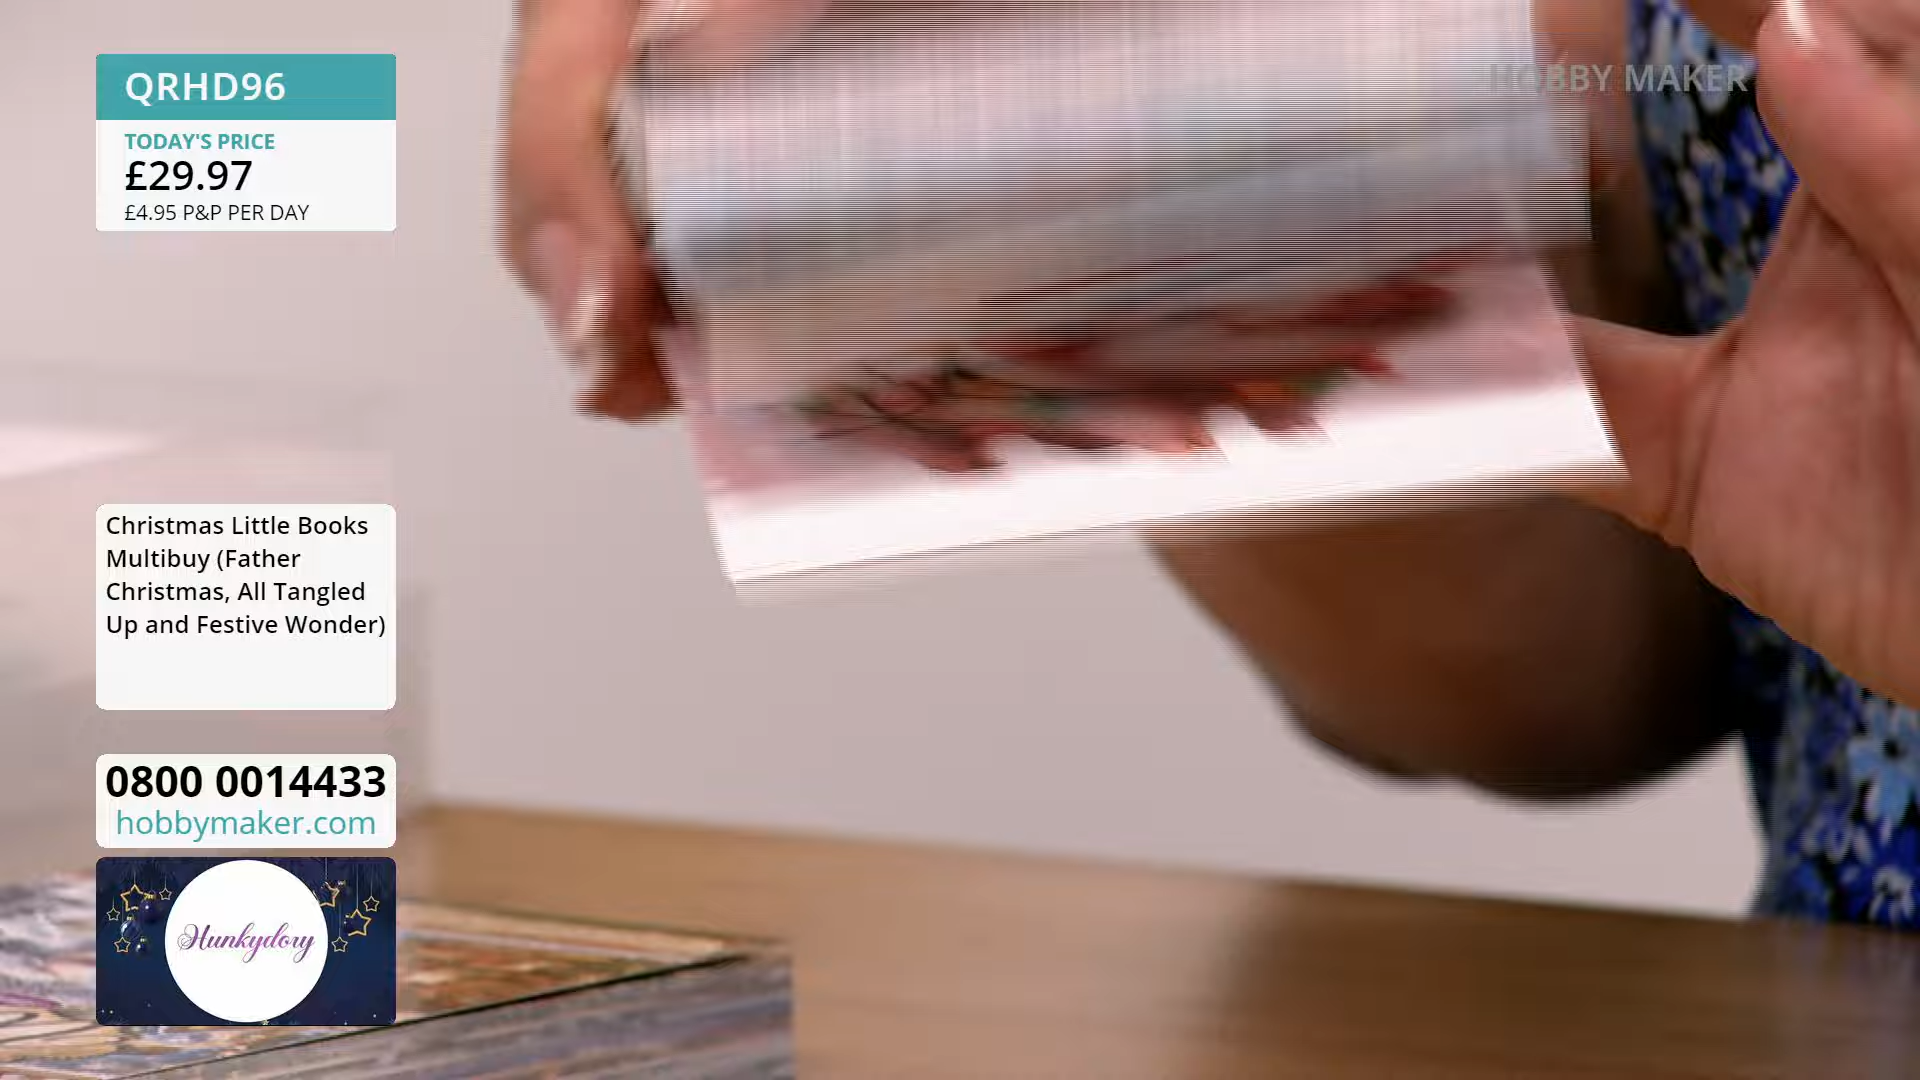 QRHD96
TODAY'S PRICE
£29.97
£4.95 P&P PER DAY
HOBBY MAKER
Christmas Little Books
Multibuy (Father
Christmas, All Tangled
Up and Festive Wonder)
0800 0014433
hobbymaker.com
Hunkydory